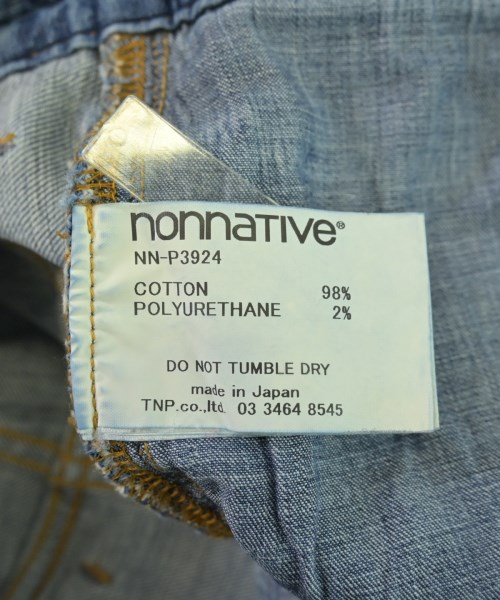 nonnative®
NN-P3924
COTTON 98%
POLYURETHANE 2%
DO NOT TUMBLE DRY
made in Japan
TNP.co.,ltd. 03 3464 8545